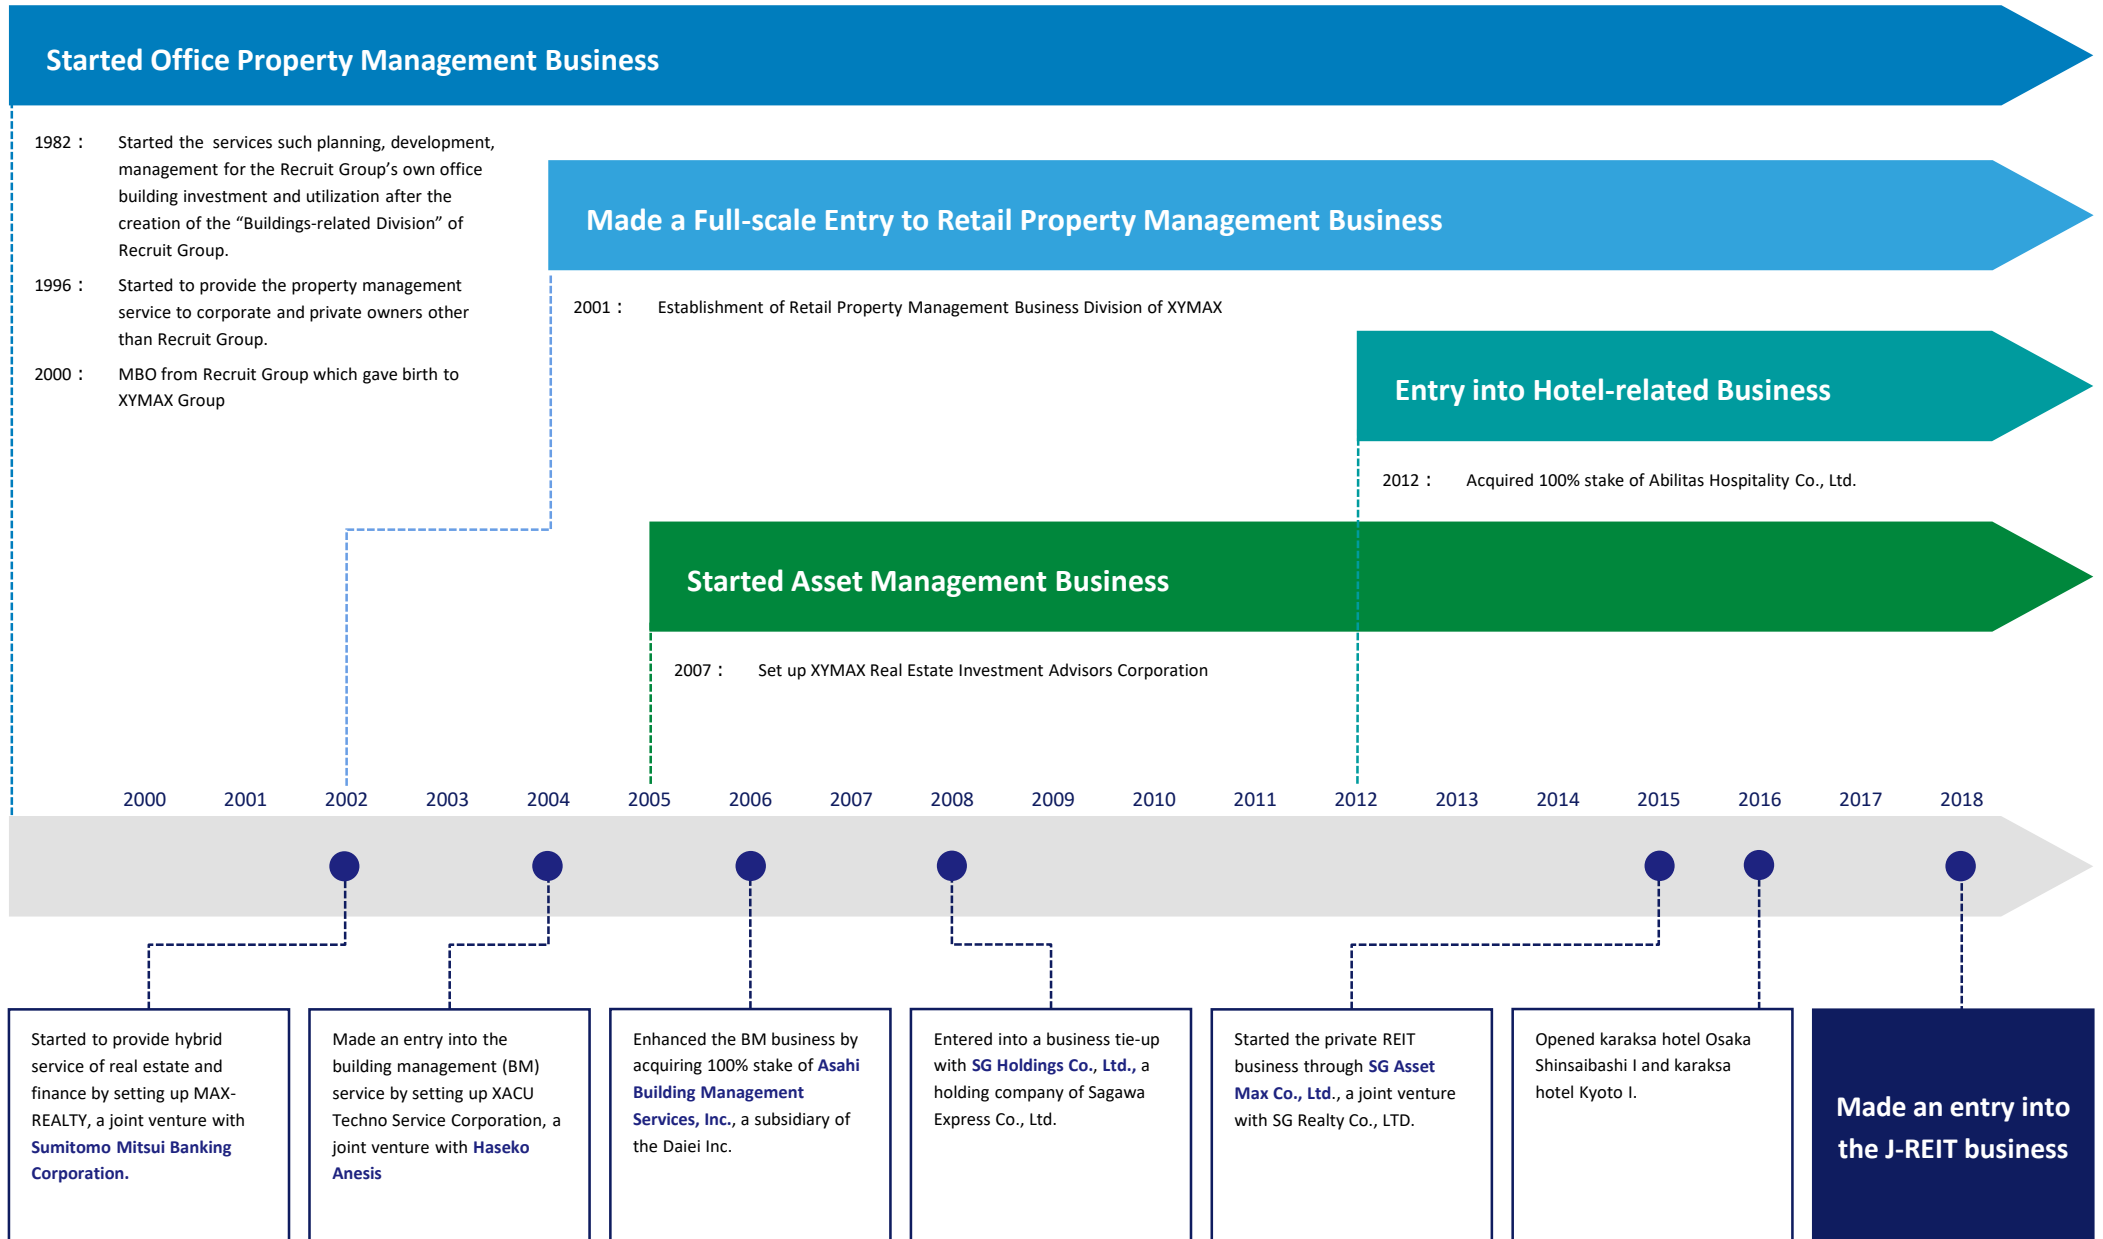 Started Office Property Management Business
1982 : Started the services such planning, development,
management for the Recruit Group’s own office
building investment and utilization after the
creation of the “Buildings-related Division” of
Recruit Group.
1996 : Started to provide the property management
service to corporate and private owners other
than Recruit Group.
2000 : MBO from Recruit Group which gave birth to
XYMAX Group
Made a Full-scale Entry to Retail Property Management Business
2001 : Establishment of Retail Property Management Business Division of XYMAX
Entry into Hotel-related Business
2012 : Acquired 100% stake of Abilitas Hospitality Co., Ltd.
Started Asset Management Business
2007 : Set up XYMAX Real Estate Investment Advisors Corporation
2000 2001 2002 2003 2004 2005 2006 2007 2008 2009 2010 2011 2012 2013 2014 2015 2016 2017 2018
Started to provide hybrid
service of real estate and
finance by setting up MAX-
REALTY, a joint venture with
Sumitomo Mitsui Banking
Corporation.
Made an entry into the
building management (BM)
service by setting up XACU
Techno Service Corporation, a
joint venture with Haseko
Anesis
Enhanced the BM business by
acquiring 100% stake of Asahi
Building Management
Services, Inc., a subsidiary of
the Daiei Inc.
Entered into a business tie-up
with SG Holdings Co., Ltd., a
holding company of Sagawa
Express Co., Ltd.
Started the private REIT
business through SG Asset
Max Co., Ltd., a joint venture
with SG Realty Co., LTD.
Opened karaksa hotel Osaka
Shinsaibashi I and karaksa
hotel Kyoto I.
Made an entry into
the J-REIT business